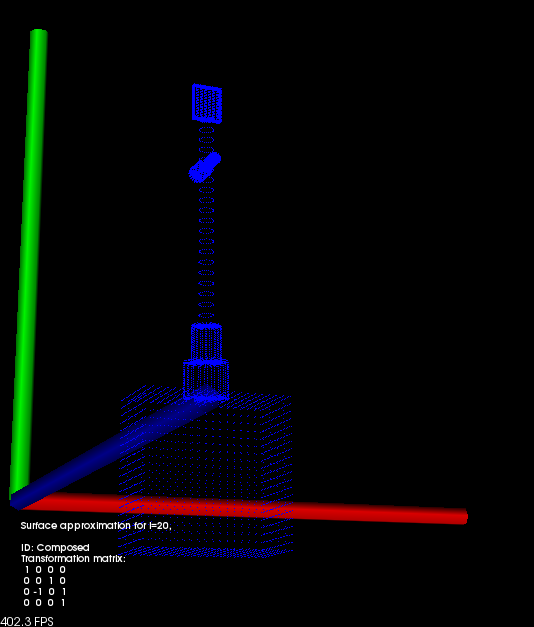 Surface approximation for l=20,
ID: Composed
Transformation matrix:
1 0 0 0
0 0 1 0
0 -1 0 1
0 0 0 1
402.3 FPS